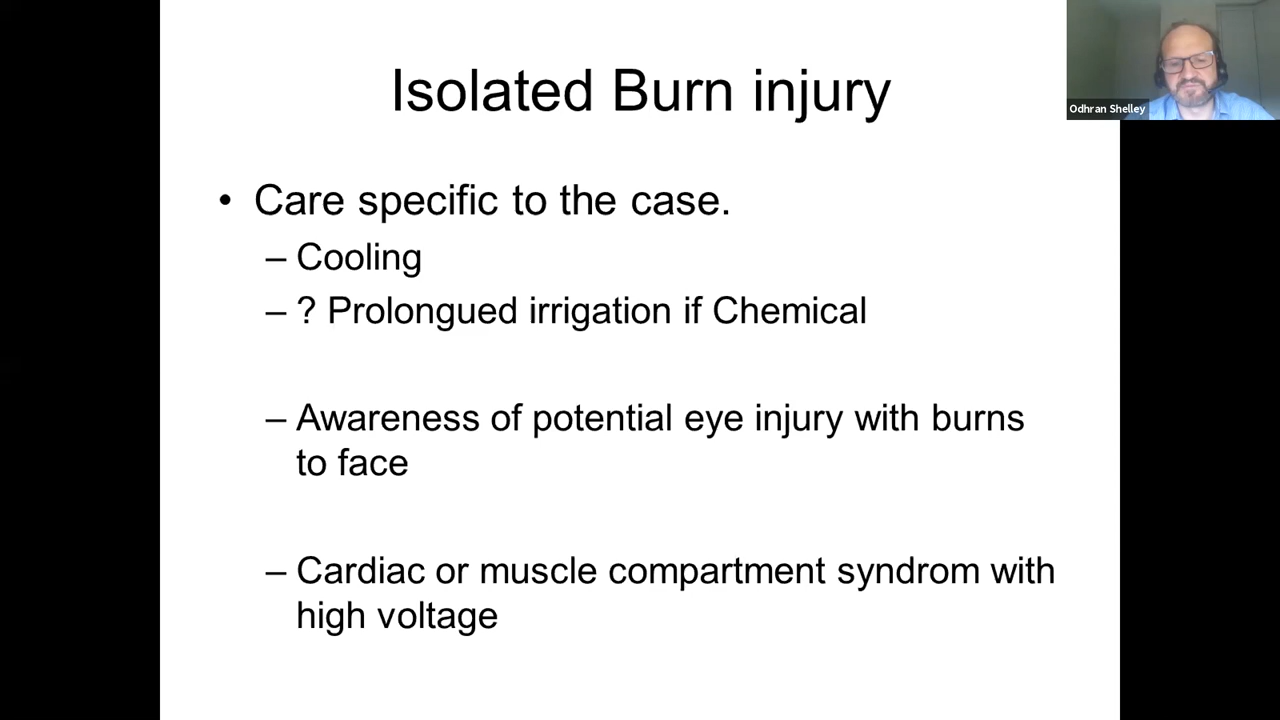 Isolated Burn injury
Odhran Shelley
• Care specific to the case.
– Cooling
– ? Prolongued irrigation if Chemical
– Awareness of potential eye injury with burns
to face
– Cardiac or muscle compartment syndrom with
high voltage